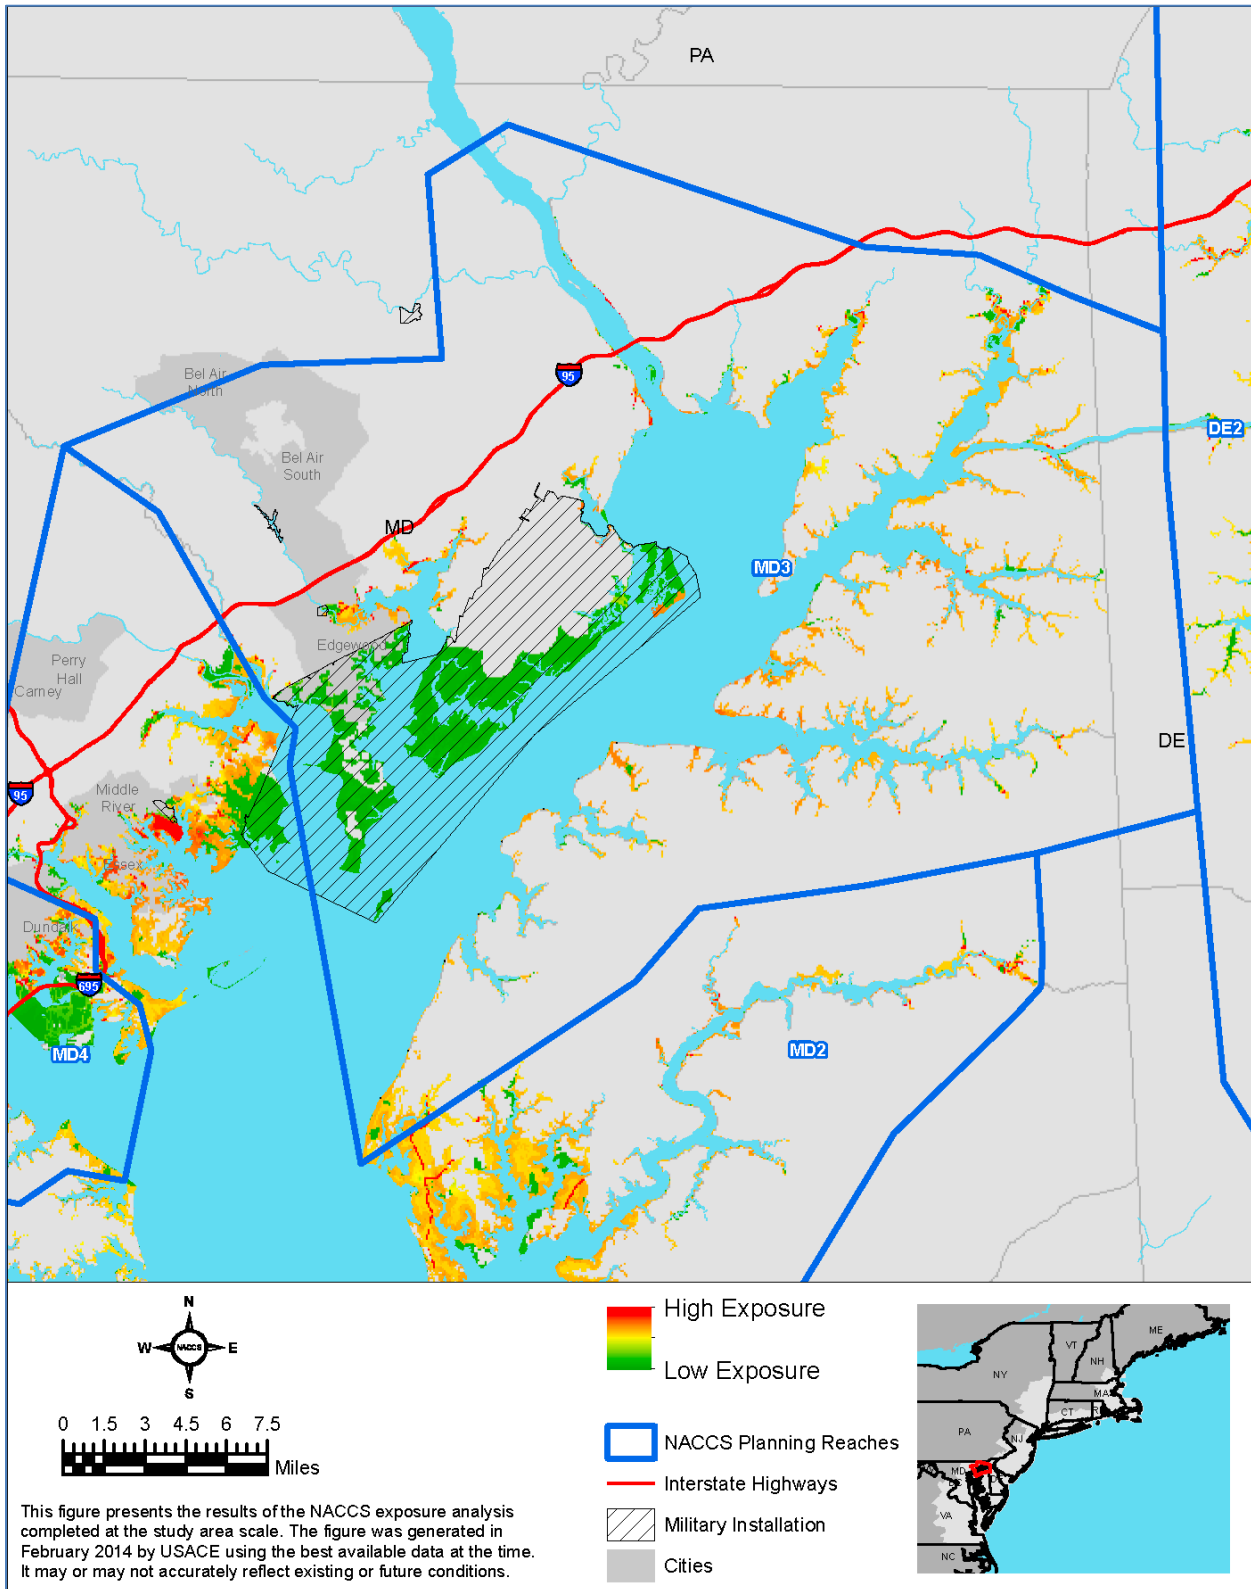 PA
Bel Air
North
95
Bel Air
South
DE2
MD
MD3
Edgewood
Perry
Hall
Carney
DE
95
Middle
River
Essex
Dundalk
695
MD4
MD2
N
W NACCS E
S
0 1.5 3 4.5 6 7.5
Miles
This figure presents the results of the NACCS exposure analysis
completed at the study area scale. The figure was generated in
February 2014 by USACE using the best available data at the time.
It may or may not accurately reflect existing or future conditions.
High Exposure
Low Exposure
NACCS Planning Reaches
Interstate Highways
Military Installation
Cities
ME
VT
NH
NY
MA
CT
PA
NJ
MD
VA
NC